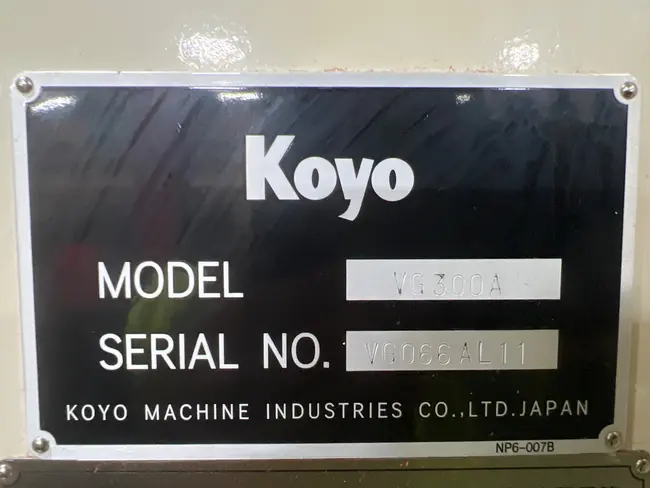 Koyo
MODEL VG300A
SERIAL NO. VG066AL11
KOYO MACHINE INDUSTRIES CO.,LTD.JAPAN
NP6-007B